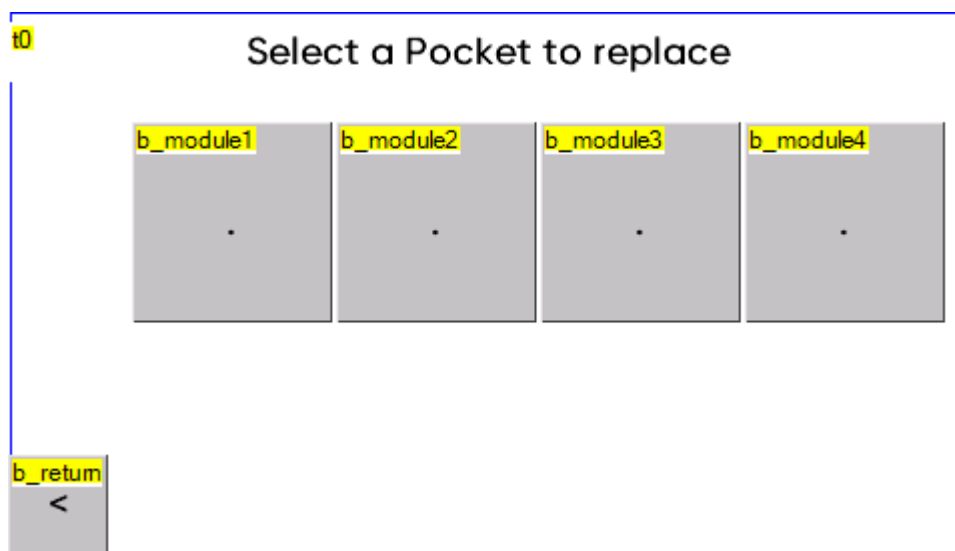 t0
Select a Pocket to replace
b_module1 b_module2 b_module3 b_module4
. . . .
b_return
<